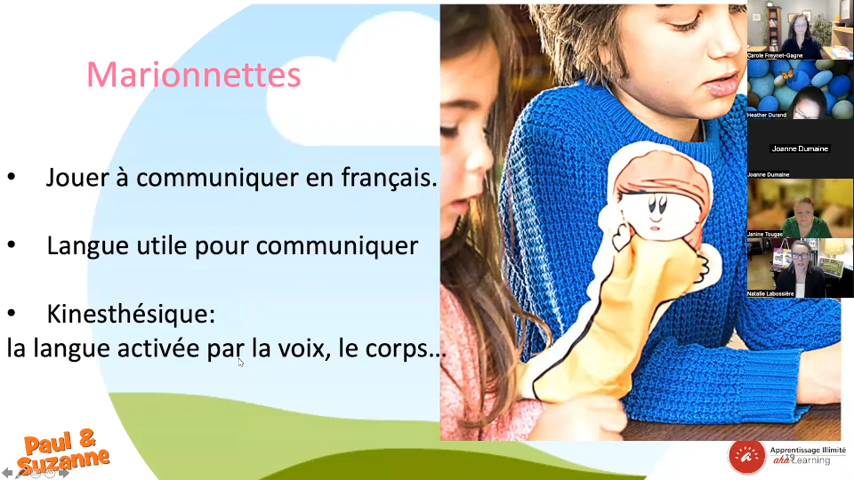 Marionnettes
• Jouer à communiquer en français.
• Langue utile pour communiquer
• Kinesthésique:
la langue activée par la voix, le corps...
Paul &
Suzanne
Carole Freynet-Gagné
Heather Durand
Joanne Dumaine
Joanne Dumaine
Janine Tougas
Natalie Labossière
Apprentissage Illimité
aha Learning
19